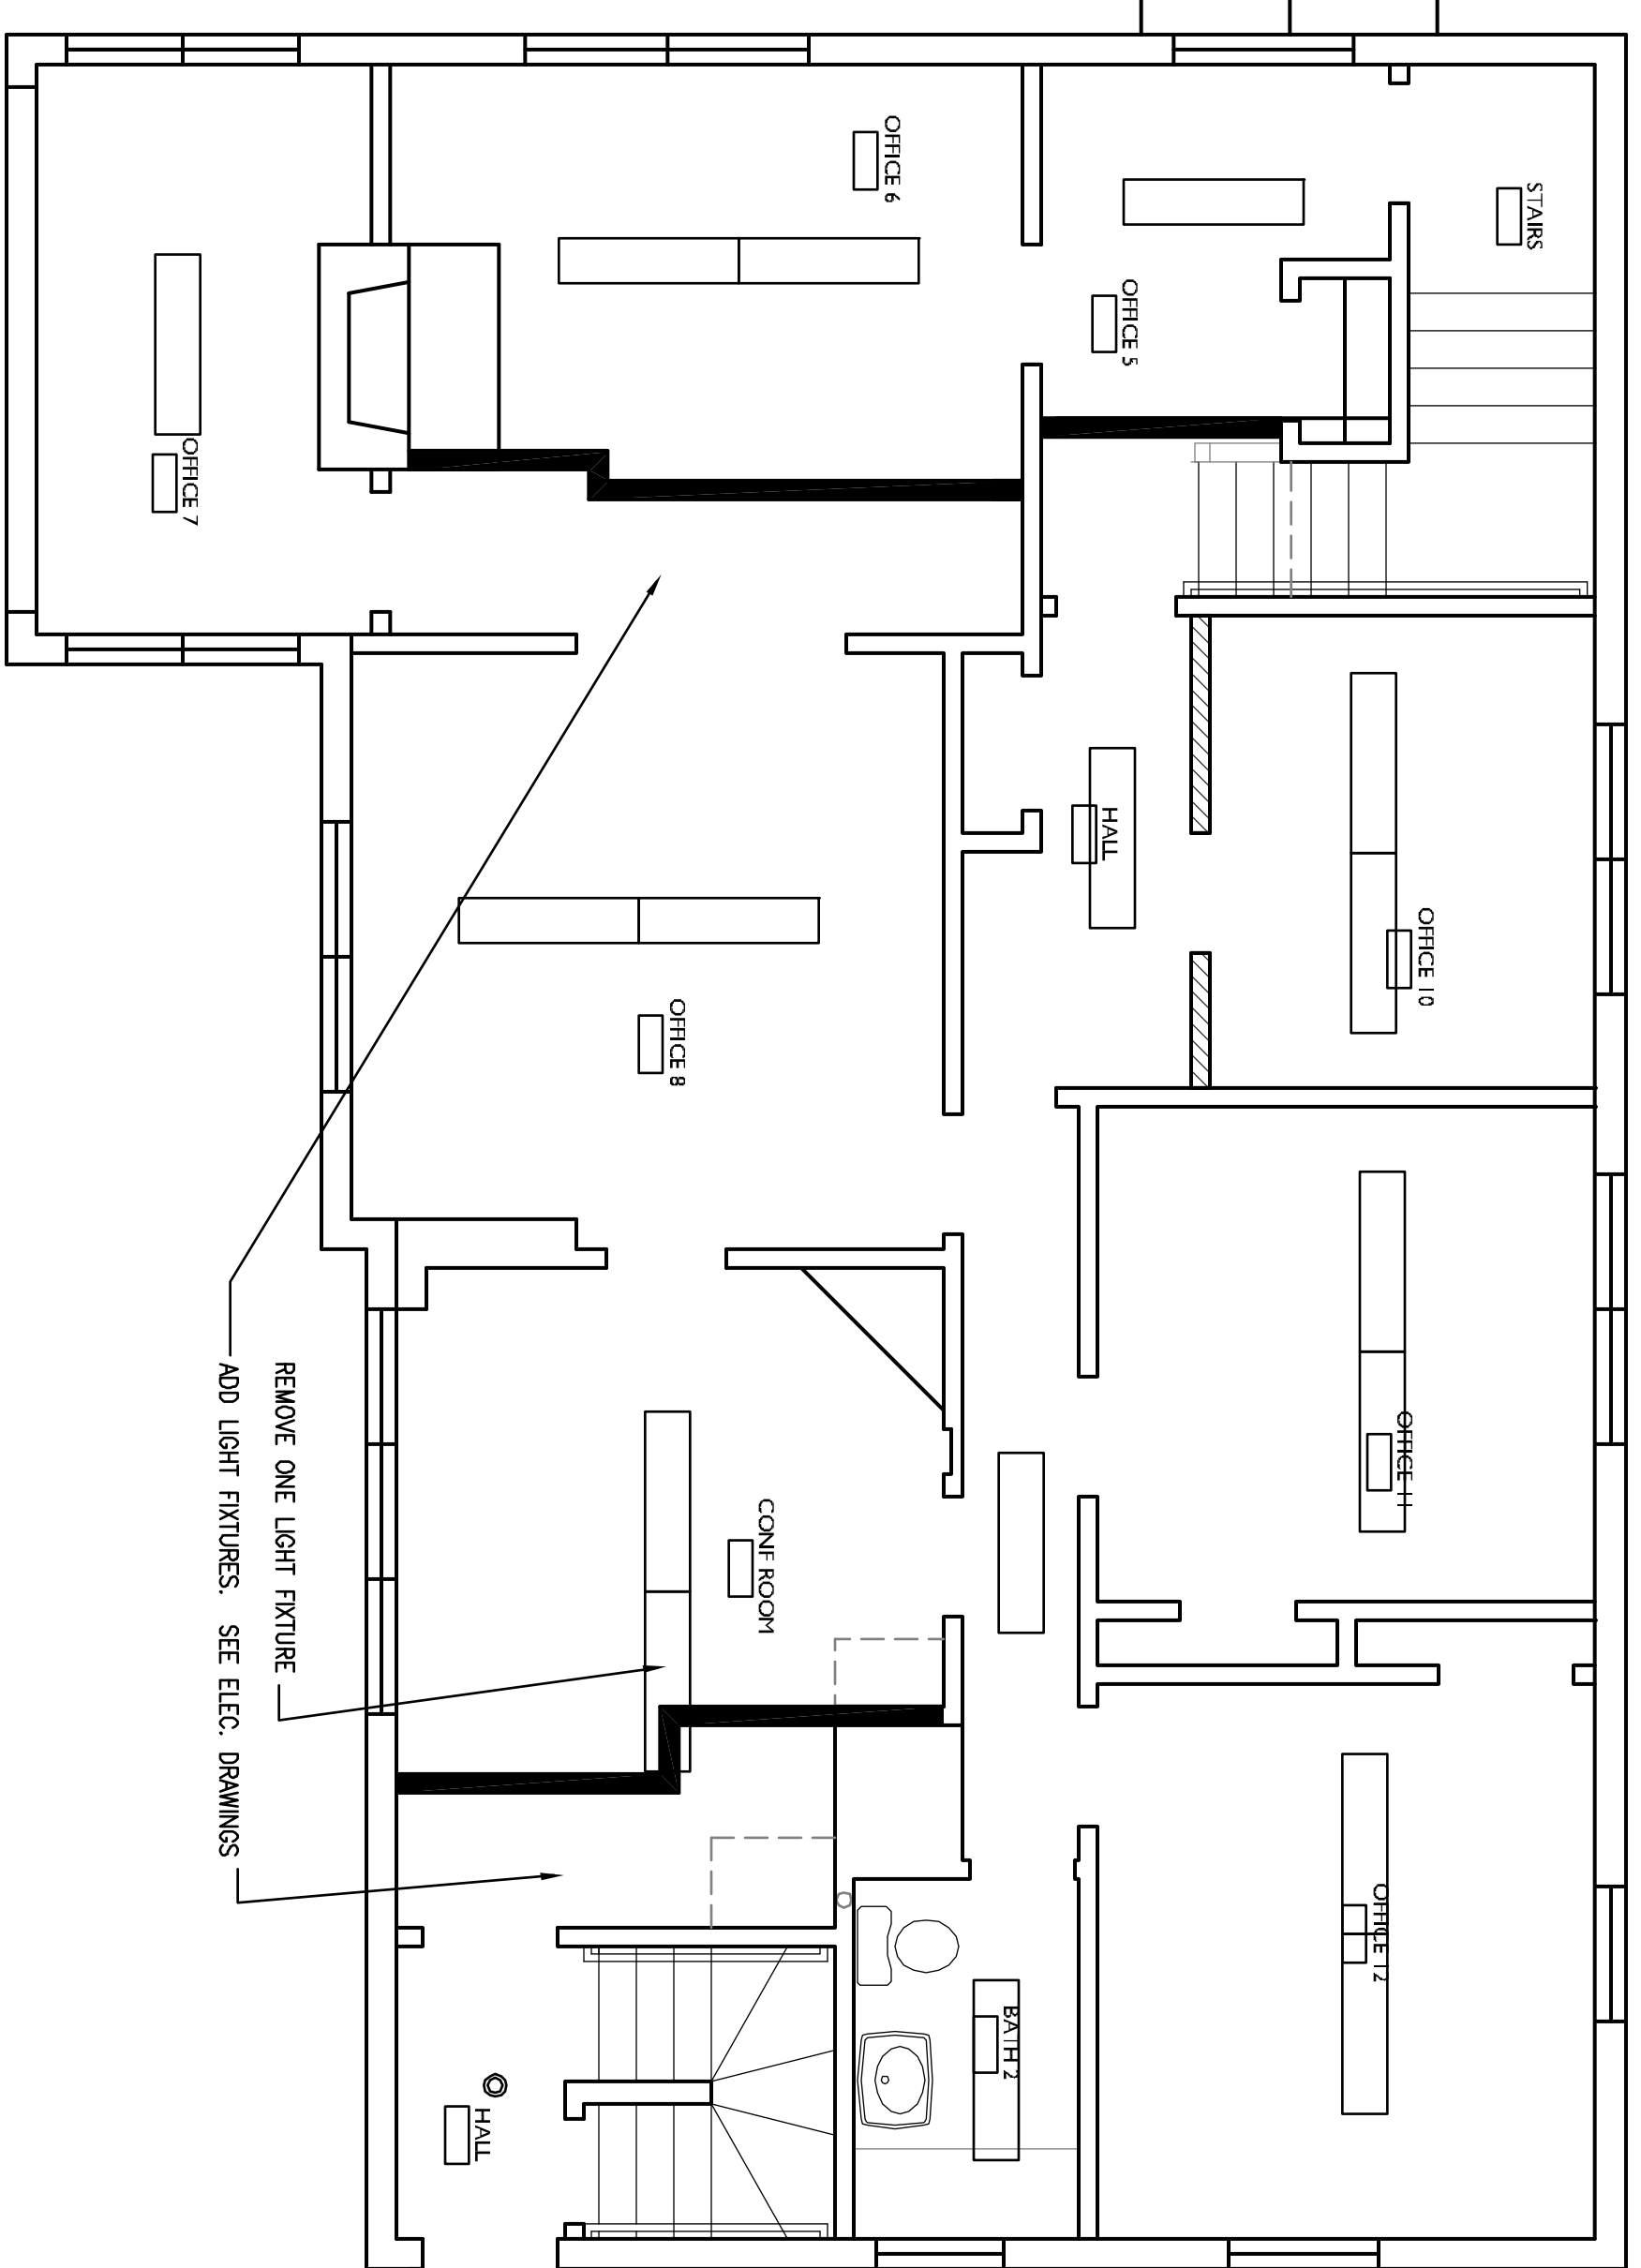 STAIRS
OFFICE 6
OFFICE 5
OFFICE 7
HALL
OFFICE 10
OFFICE 8
OFFICE 11
CONF ROOM
OFFICE 12
BATH 2
HALL
REMOVE ONE LIGHT FIXTURE
ADD LIGHT FIXTURES. SEE ELEC. DRAWINGS